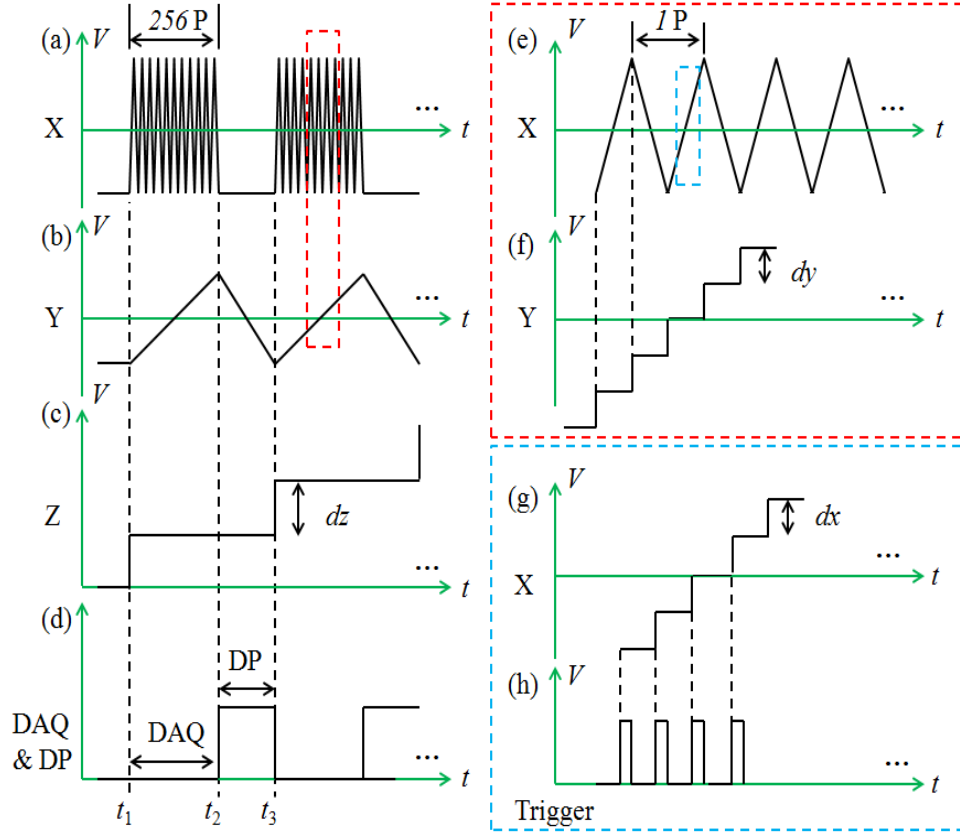 (a)
V
256 P
X
...
t
(b)
V
Y
...
t
(c)
V
Z
dz
...
t
(d)
DP
DAQ
& DP
DAQ
...
t1
t2
t3
t
(e)
V
1 P
X
...
t
(f)
V
dy
Y
...
t
(g)
V
dx
X
...
t
(h)
V
...
t
Trigger